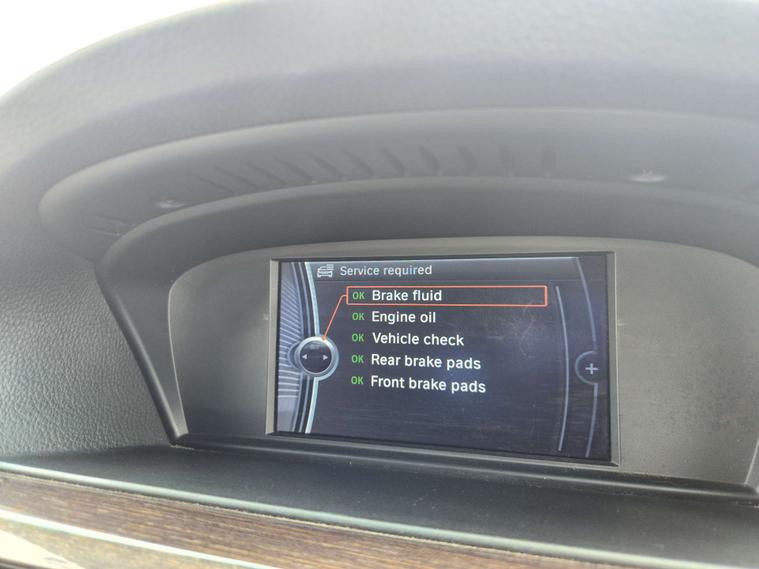 Service required
OK Brake fluid
OK Engine oil
OK Vehicle check
OK Rear brake pads
OK Front brake pads
+